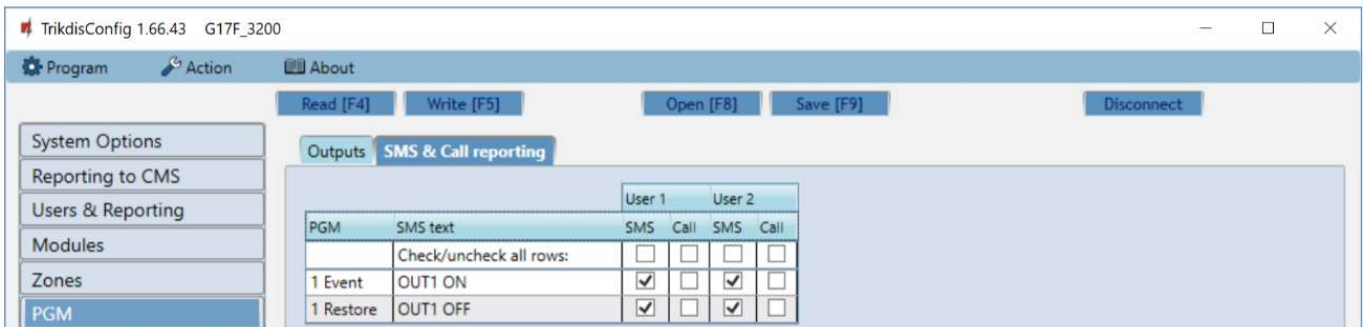 TrikdisConfig 1.66.43 G17F_3200
Program Action About
Read [F4] Write [F5] Open [F8] Save [F9] Disconnect
System Options
Reporting to CMS
Users & Reporting
Modules
Zones
PGM
Outputs SMS & Call reporting
User 1 User 2
PGM SMS text SMS Call SMS Call
Check/uncheck all rows:
1 Event OUT1 ON
1 Restore OUT1 OFF